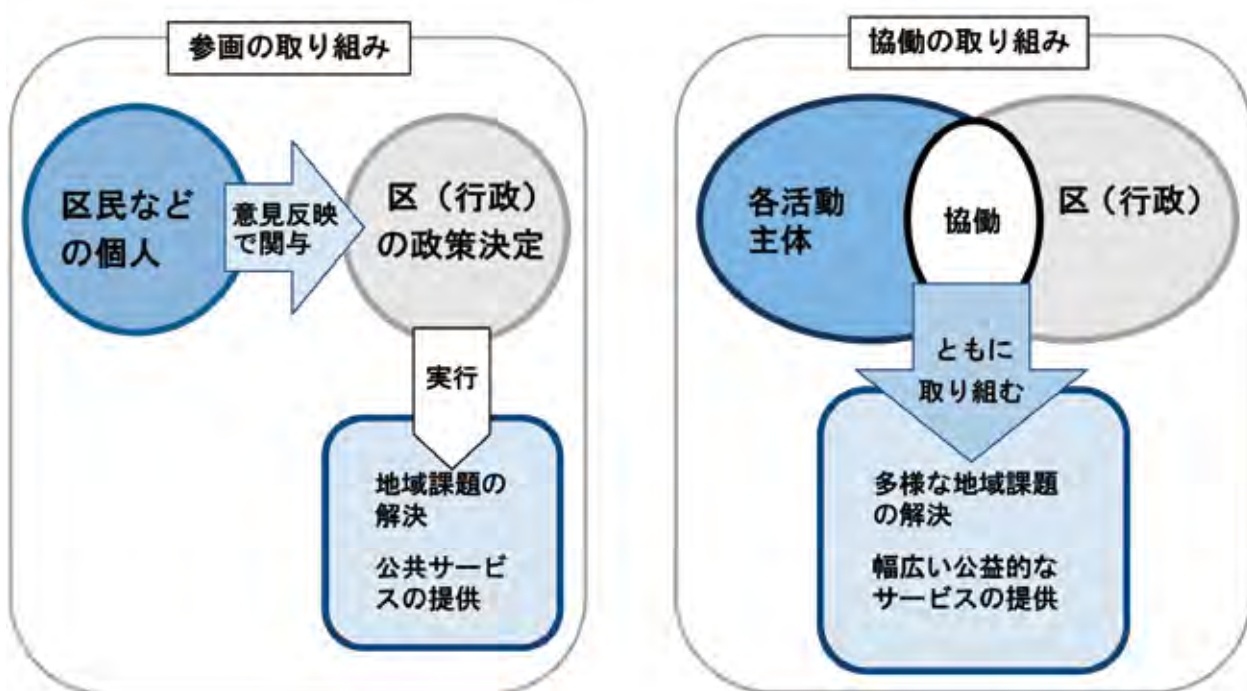 参画の取り組み
区民など
の個人
意見反映
で関与
区（行政）
の政策決定
実行
地域課題の
解決
公共サービ
スの提供
協働の取り組み
各活動
主体
協働
区（行政）
ともに
取り組む
多様な地域課題
の解決
幅広い公益的な
サービスの提供